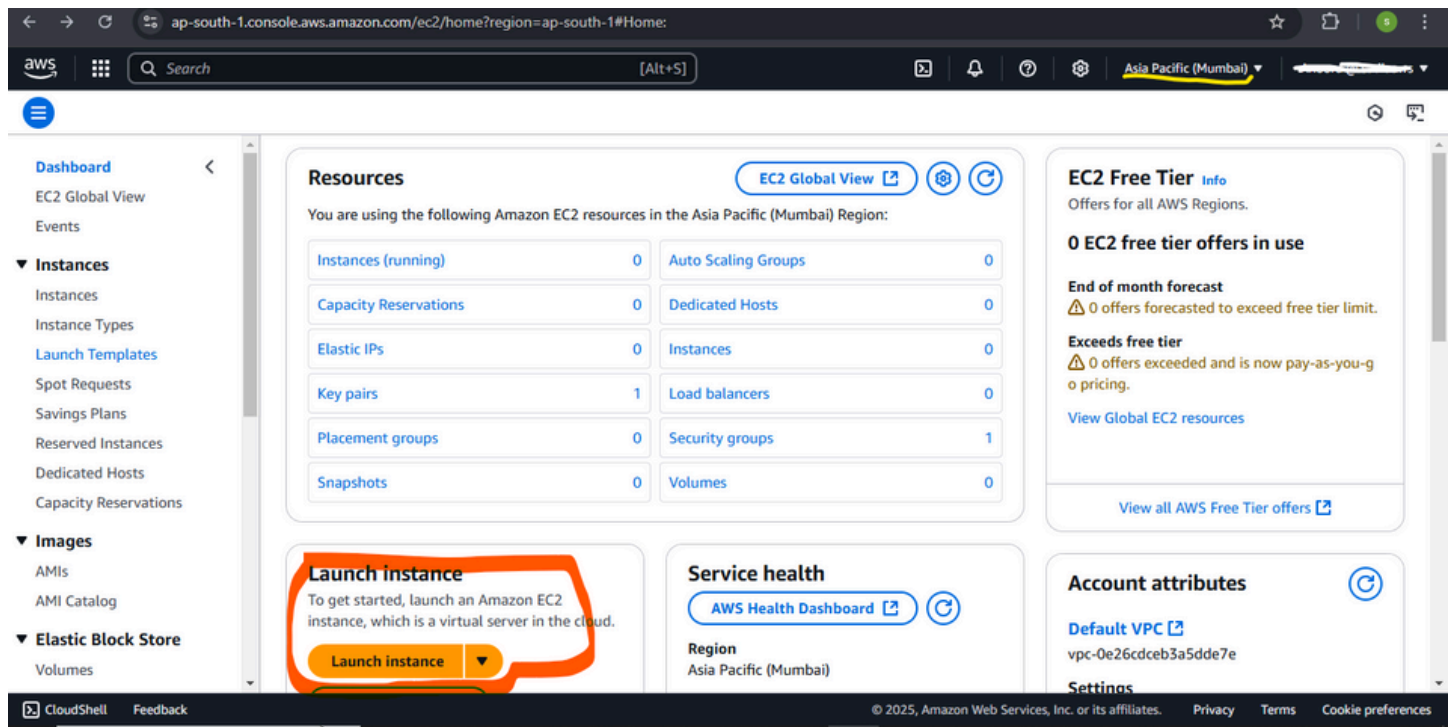 ap-south-1.console.aws.amazon.com/ec2/home?region=ap-south-1#Home:
S
aws
Search
[Alt+S]
Asia Pacific (Mumbai)
Dashboard
EC2 Global View
Events
Instances
Instances
Instance Types
Launch Templates
Spot Requests
Savings Plans
Reserved Instances
Dedicated Hosts
Capacity Reservations
Images
AMIs
AMI Catalog
Elastic Block Store
Volumes
Resources
EC2 Global View
You are using the following Amazon EC2 resources in the Asia Pacific (Mumbai) Region:
Instances (running) 0 Auto Scaling Groups 0
Capacity Reservations 0 Dedicated Hosts 0
Elastic IPs 0 Instances 0
Key pairs 1 Load balancers 0
Placement groups 0 Security groups 1
Snapshots 0 Volumes 0
Launch instance
To get started, launch an Amazon EC2
instance, which is a virtual server in the cloud.
Launch instance
Service health
AWS Health Dashboard
Region
Asia Pacific (Mumbai)
EC2 Free Tier Info
Offers for all AWS Regions.
0 EC2 free tier offers in use
End of month forecast
0 offers forecasted to exceed free tier limit.
Exceeds free tier
0 offers exceeded and is now pay-as-you-g
o pricing.
View Global EC2 resources
View all AWS Free Tier offers
Account attributes
Default VPC
vpc-0e26cdceb3a5dde7e
Settings
CloudShell Feedback
© 2025, Amazon Web Services, Inc. or its affiliates. Privacy Terms Cookie preferences